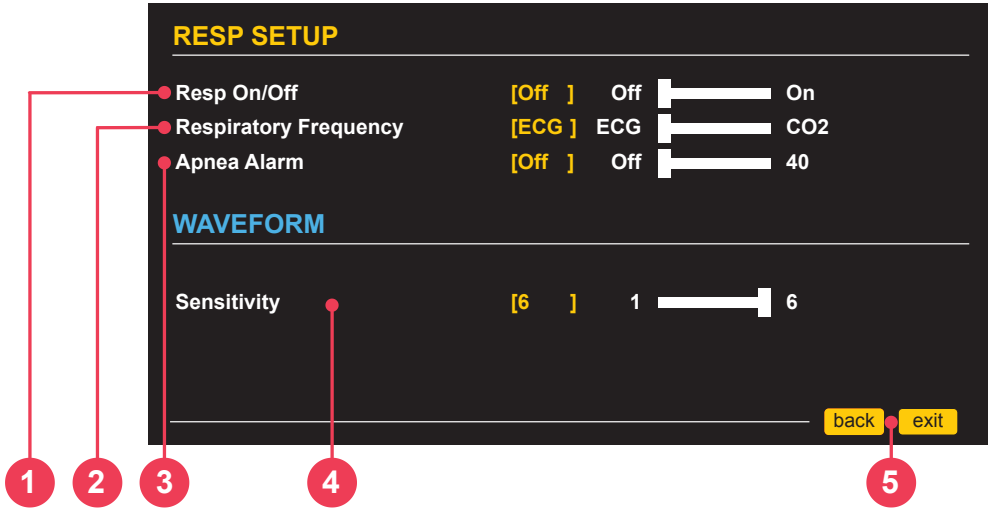 RESP SETUP
Resp On/Off [Off ] Off On
Respiratory Frequency [ECG ] ECG CO2
Apnea Alarm [Off ] Off 40
WAVEFORM
Sensitivity [6 ] 1 6
back exit
1 2 3 4 5